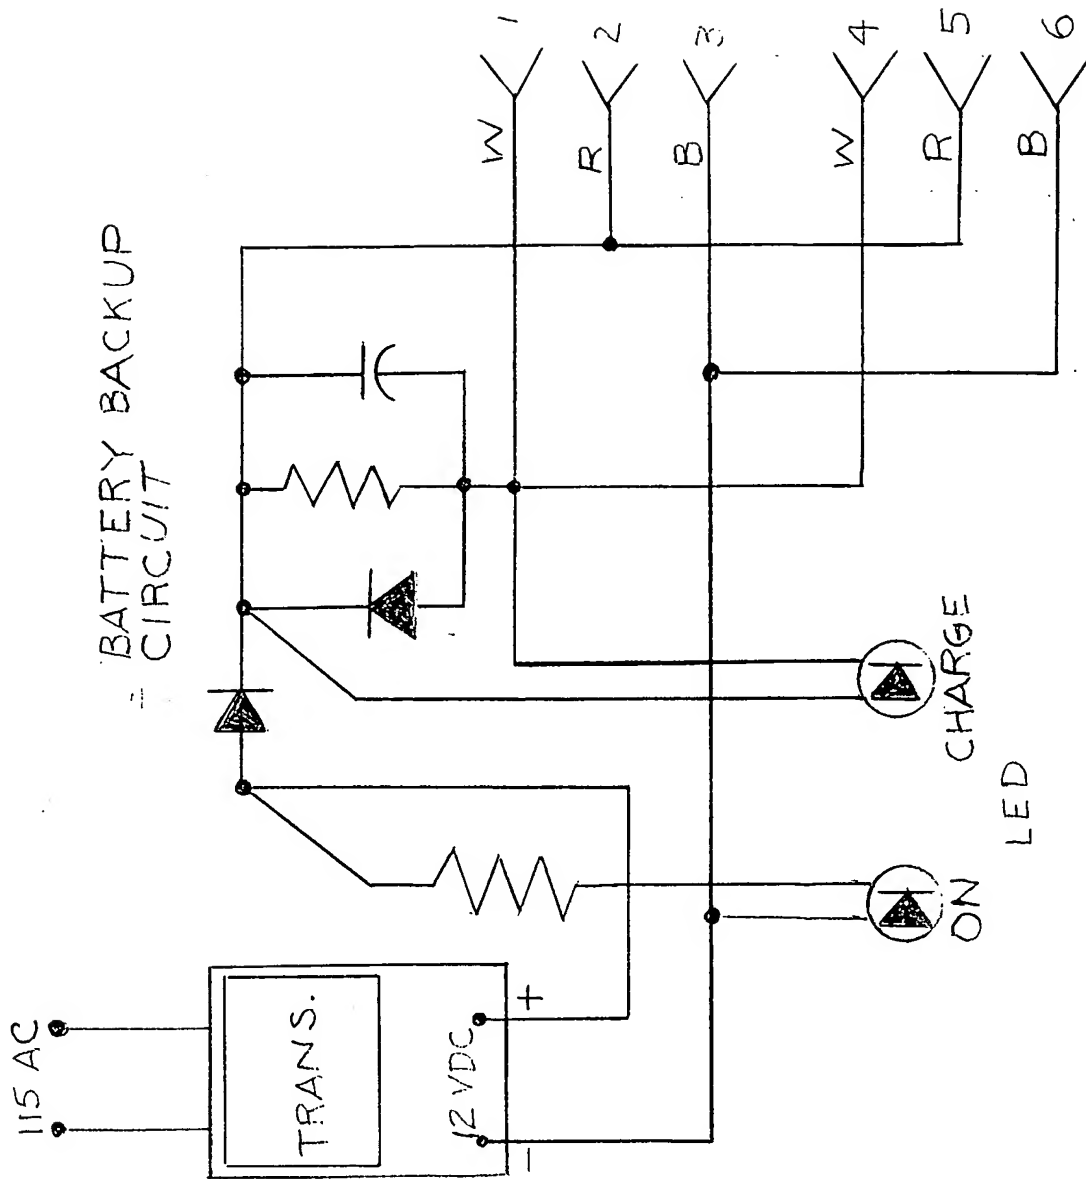 = BATTERY BACKUP
CIRCUIT
115 AC
TRANS.
12 VDC
+
-
W 1
R 2
B 3
W 4
R 5
B 6
ON
CHARGE
LED